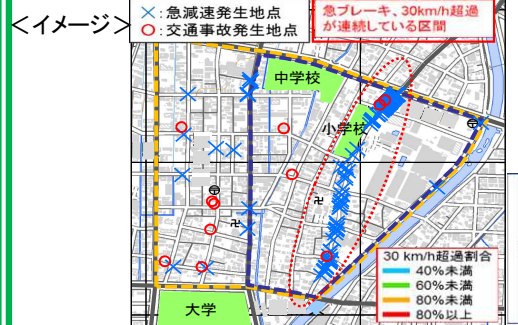 ＜イメージ＞
×:急減速発生地点
○:交通事故発生地点
急ブレーキ、30km/h超過
が連続している区間
中学校
小学校
大学
30 km/h超過割合
40%未満
60%未満
80%未満
80%以上